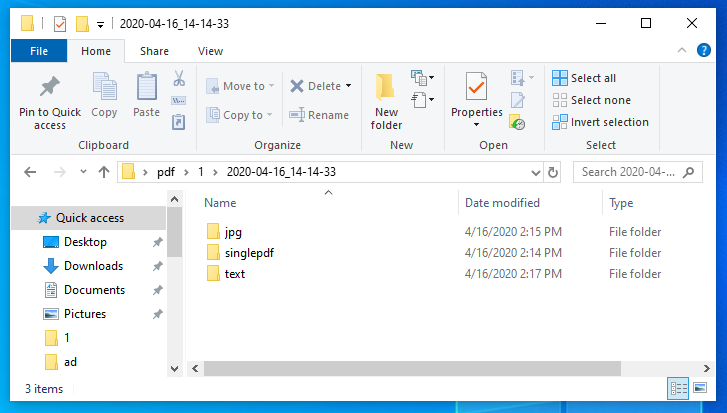 2020-04-16_14-14-33
File Home Share View
Pin to Quick access
Copy
Paste
Clipboard
Move to
Copy to
Delete
Rename
Organize
New folder
New
Properties
Open
Select all
Select none
Invert selection
Select
pdf 1 2020-04-16_14-14-33
Search 2020-04-...
Quick access
Desktop
Downloads
Documents
Pictures
1
ad
Name Date modified Type
jpg 4/16/2020 2:15 PM File folder
singlepdf 4/16/2020 2:14 PM File folder
text 4/16/2020 2:17 PM File folder
3 items